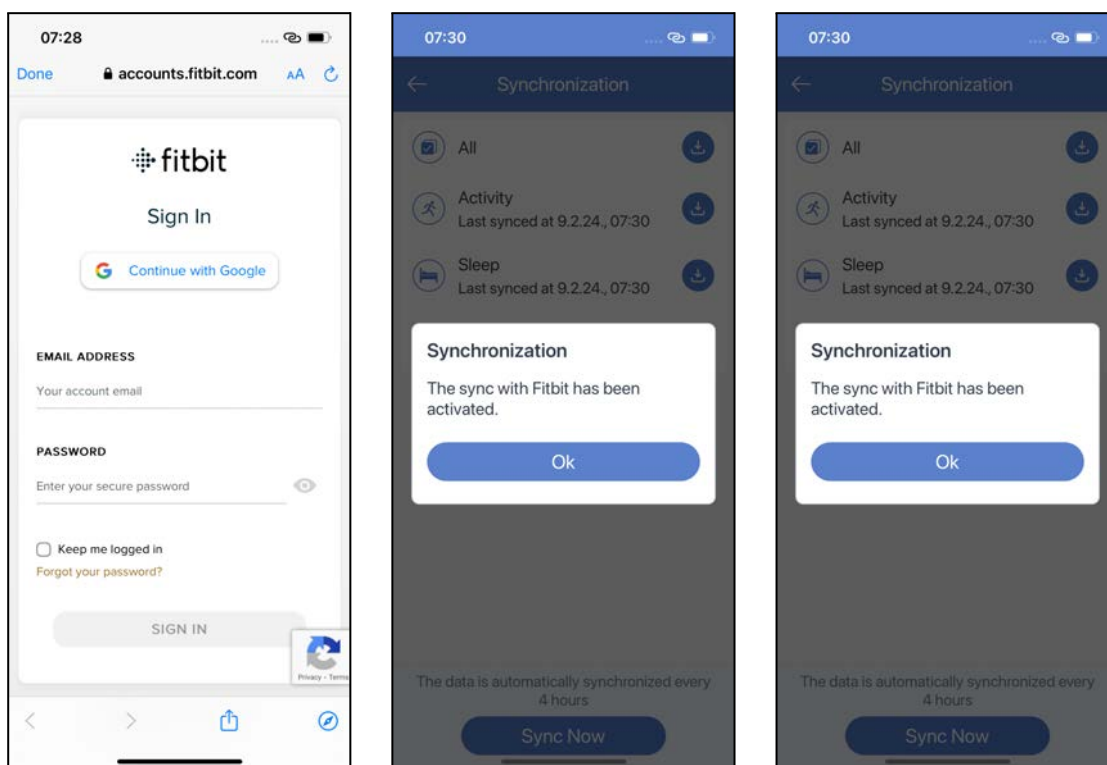 07:28
Done accounts.fitbit.com AA
fitbit
Sign In
Continue with Google
EMAIL ADDRESS
Your account email
PASSWORD
Enter your secure password
Keep me logged in
Forgot your password?
SIGN IN
Privacy - Terms
07:30
Synchronization
All
Activity
Last synced at 9.2.24., 07:30
Sleep
Last synced at 9.2.24., 07:30
Synchronization
The sync with Fitbit has been
activated.
Ok
The data is automatically synchronized every
4 hours
Sync Now
07:30
Synchronization
All
Activity
Last synced at 9.2.24., 07:30
Sleep
Last synced at 9.2.24., 07:30
Synchronization
The sync with Fitbit has been
activated.
Ok
The data is automatically synchronized every
4 hours
Sync Now